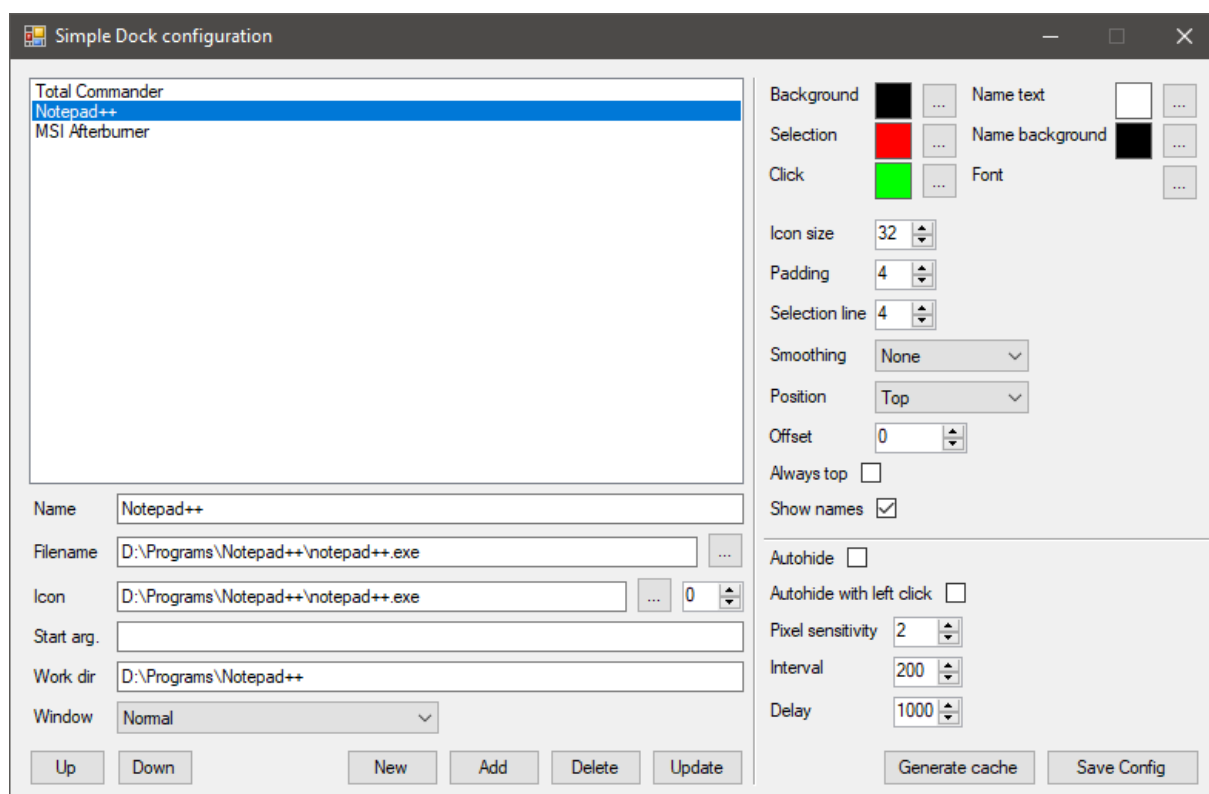 Simple Dock configuration
Total Commander
Notepad++
MSI Afterburner
Name Notepad++
Filename D:\Programs\Notepad++\notepad++.exe ...
Icon D:\Programs\Notepad++\notepad++.exe ... 0
Start arg.
Work dir D:\Programs\Notepad++
Window Normal
Up Down New Add Delete Update
Background ... Name text ...
Selection ... Name background ...
Click ... Font ...
Icon size 32
Padding 4
Selection line 4
Smoothing None
Position Top
Offset 0
Always top
Show names
Autohide
Autohide with left click
Pixel sensitivity 2
Interval 200
Delay 1000
Generate cache Save Config